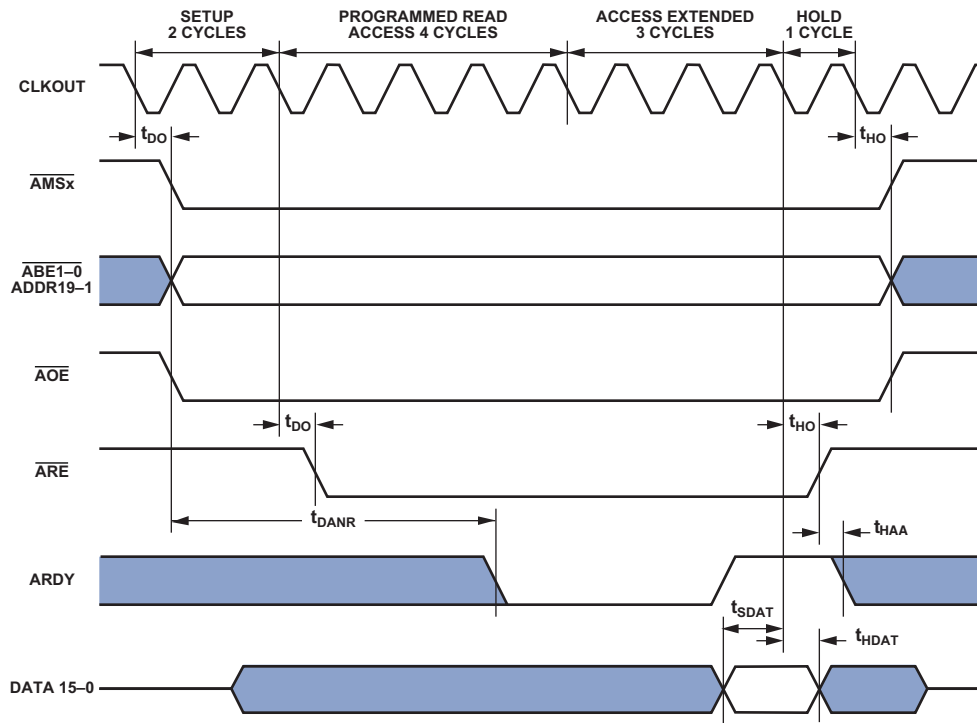 SETUP
2 CYCLES
PROGRAMMED READ
ACCESS 4 CYCLES
ACCESS EXTENDED
3 CYCLES
HOLD
1 CYCLE
CLKOUT
tDO
tHO
AMSx
ABE1–0
ADDR19–1
AOE
tDO
tHO
ARE
tDANR
tHAA
ARDY
tSDAT
tHDAT
DATA 15–0